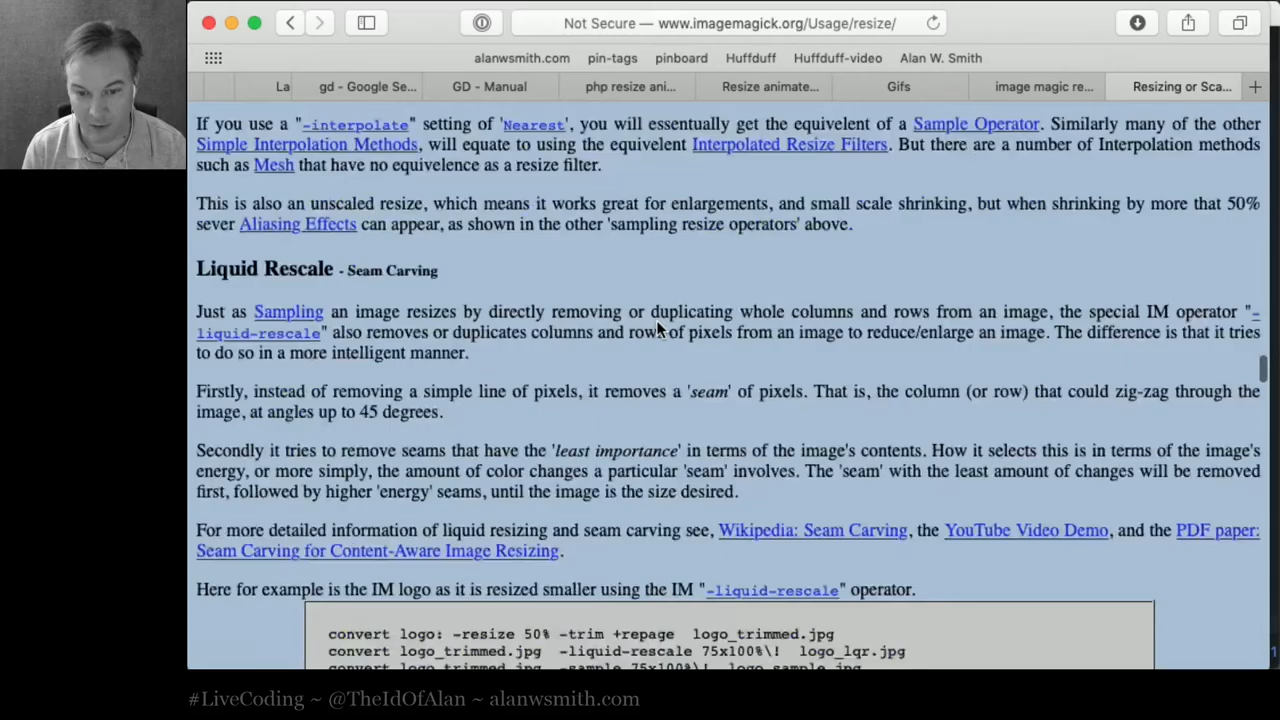 Not Secure — www.imagemagick.org/Usage/resize/
alanwsmith.com pin-tags pinboard Huffduff Huffduff-video Alan W. Smith
La gd - Google Se... GD - Manual php resize ani... Resize animate... Gifs image magic re... Resizing or Sca...
If you use a "-interpolate" setting of 'Nearest', you will essentually get the equivelent of a Sample Operator. Similarly many of the other
Simple Interpolation Methods, will equate to using the equivelent Interpolated Resize Filters. But there are a number of Interpolation methods
such as Mesh that have no equivelence as a resize filter.
This is also an unscaled resize, which means it works great for enlargements, and small scale shrinking, but when shrinking by more that 50%
sever Aliasing Effects can appear, as shown in the other 'sampling resize operators' above.
Liquid Rescale - Seam Carving
Just as Sampling an image resizes by directly removing or duplicating whole columns and rows from an image, the special IM operator "-
liquid-rescale" also removes or duplicates columns and rows of pixels from an image to reduce/enlarge an image. The difference is that it tries
to do so in a more intelligent manner.
Firstly, instead of removing a simple line of pixels, it removes a 'seam' of pixels. That is, the column (or row) that could zig-zag through the
image, at angles up to 45 degrees.
Secondly it tries to remove seams that have the 'least importance' in terms of the image's contents. How it selects this is in terms of the image's
energy, or more simply, the amount of color changes a particular 'seam' involves. The 'seam' with the least amount of changes will be removed
first, followed by higher 'energy' seams, until the image is the size desired.
For more detailed information of liquid resizing and seam carving see, Wikipedia: Seam Carving, the YouTube Video Demo, and the PDF paper:
Seam Carving for Content-Aware Image Resizing.
Here for example is the IM logo as it is resized smaller using the IM "-liquid-rescale" operator.
convert logo: -resize 50% -trim +repage logo_trimmed.jpg
convert logo_trimmed.jpg -liquid-rescale 75x100%\! logo_lqr.jpg
convert logo_trimmed.jpg -sample 75x100%\! logo_sample.jpg
#LiveCoding ~ @TheIdOfAlan ~ alanwsmith.com